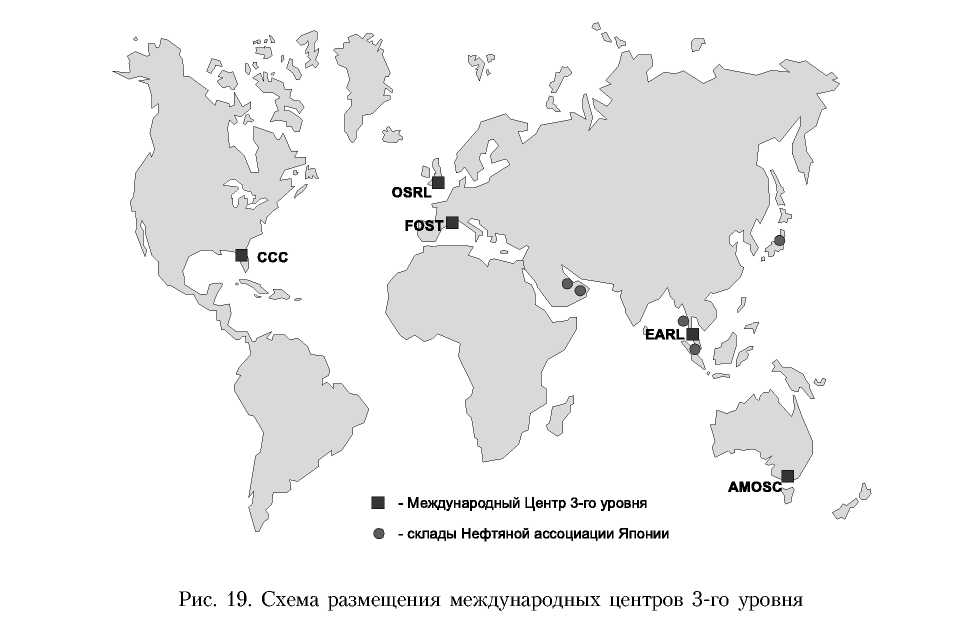 OSRL
FOST
CCC
EARL
AMOSC
- Международный Центр 3-го уровня
- склады Нефтяной ассоциации Японии
Рис. 19. Схема размещения международных центров 3-го уровня